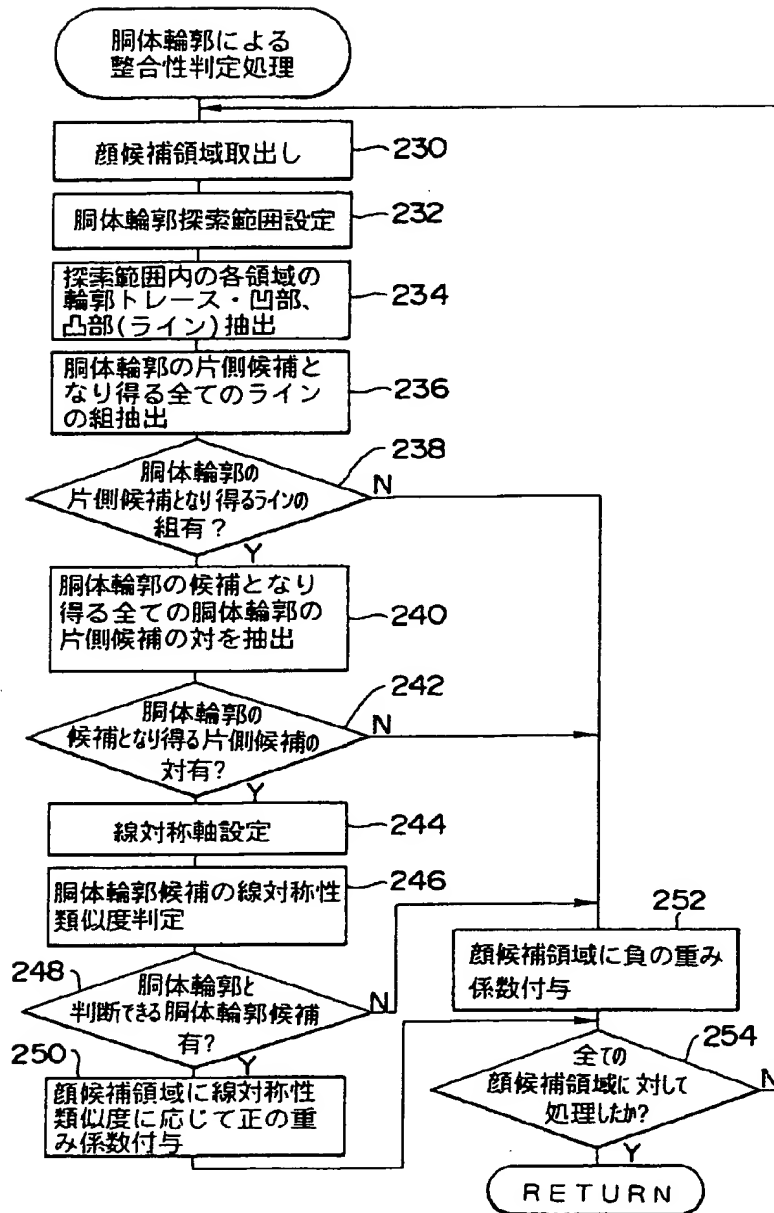 胴体輪郭による
整合性判定処理
顔候補領域取出し
230
胴体輪郭探索範囲設定
232
探索範囲内の各領域の
輪郭トレース・凹部、
凸部(ライン)抽出
234
胴体輪郭の片側候補と
なり得る全てのライン
の組抽出
236
238
胴体輪郭の
片側候補となり得るラインの
組有?
N
Y
胴体輪郭の候補となり
得る全ての胴体輪郭の
片側候補の対を抽出
240
242
胴体輪郭の
候補となり得る片側候補の
対有?
N
Y
線対称軸設定
244
246
胴体輪郭候補の線対称性
類似度判定
248
胴体輪郭と
判断できる胴体輪郭候補
有?
N
Y
250
顔候補領域に線対称性
類似度に応じて正の重
み係数付与
252
顔候補領域に負の重み
係数付与
254
全ての
顔候補領域に対して
処理したか?
N
Y
RETURN